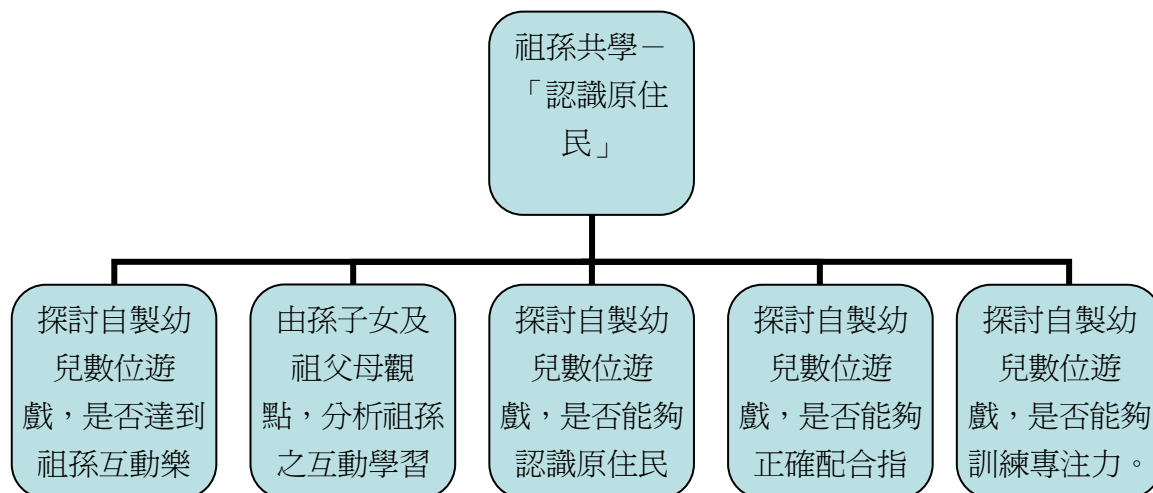 祖孫共學－
「認識原住
民」
探討自製幼
兒數位遊
戲，是否達到
祖孫互動樂
由孫子女及
祖父母觀
點，分析祖孫
之互動學習
探討自製幼
兒數位遊
戲，是否能夠
認識原住民
探討自製幼
兒數位遊
戲，是否能夠
正確配合指
探討自製幼
兒數位遊
戲，是否能夠
訓練專注力。